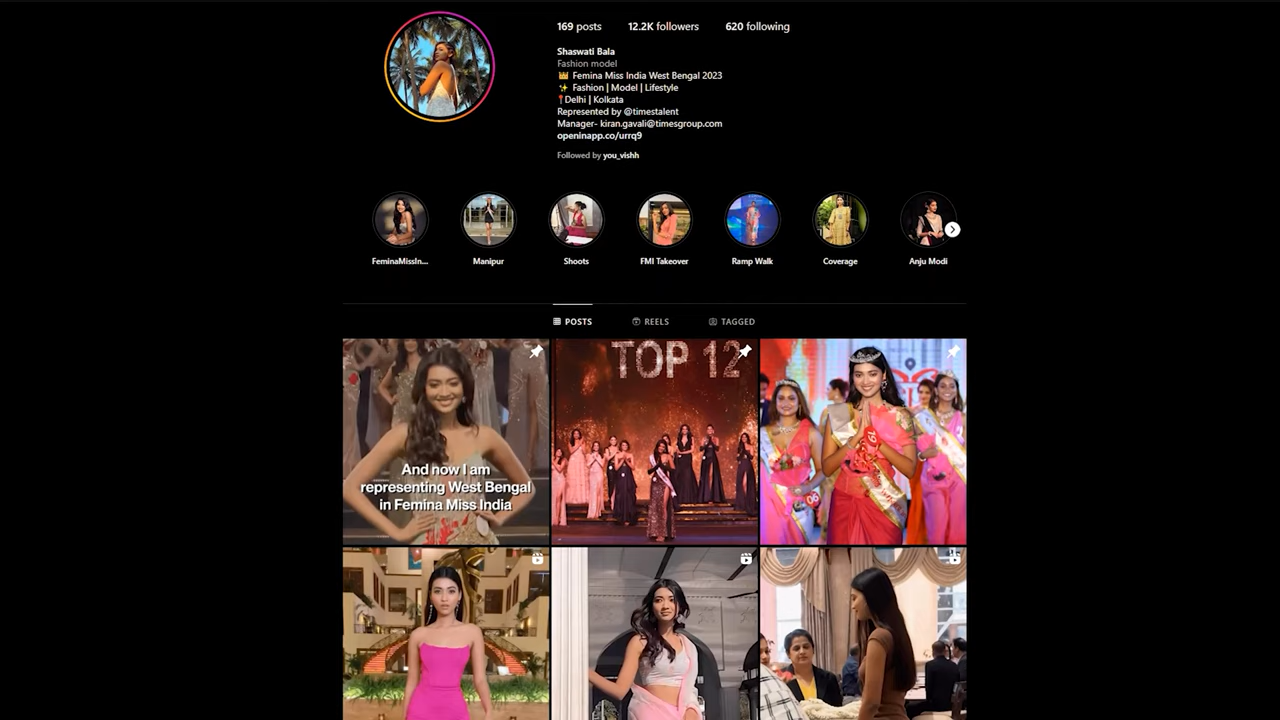 169 posts 12.2K followers 620 following
Shaswati Bala
Fashion model
👑 Femina Miss India West Bengal 2023
✨ Fashion | Model | Lifestyle
📍Delhi | Kolkata
Represented by @timestalent
Manager- kiran.gavali@timesgroup.com
openinapp.co/urrq9
Followed by you_vishh
FeminaMissIn... Manipur Shoots FMI Takeover Ramp Walk Coverage Anju Modi
POSTS REELS TAGGED
And now I am
representing West Bengal
in Femina Miss India
TOP 12
19
06